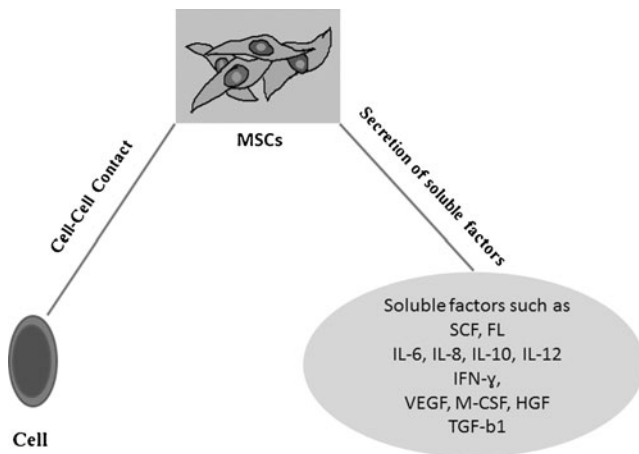 MSCs
Cell-Cell Contact
Secretion of soluble factors
Soluble factors such as
SCF, FL
IL-6, IL-8, IL-10, IL-12
IFN-ɣ,
VEGF, M-CSF, HGF
TGF-b1
Cell